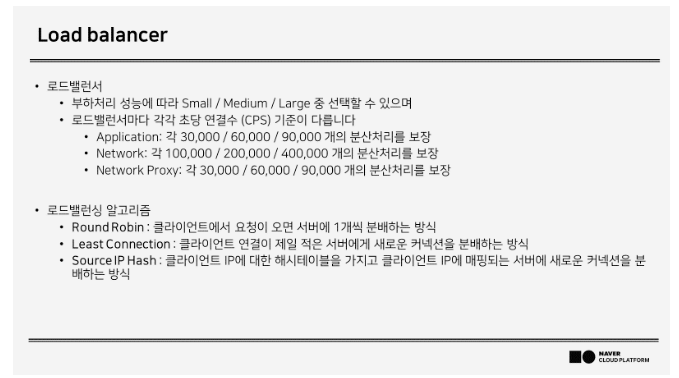 Load balancer
• 로드밸런서
• 부하처리 성능에 따라 Small / Medium / Large 중 선택할 수 있으며
• 로드밸런서마다 각각 초당 연결수 (CPS) 기준이 다릅니다
• Application: 각 30,000 / 60,000 / 90,000 개의 분산처리를 보장
• Network: 각 100,000 / 200,000 / 400,000 개의 분산처리를 보장
• Network Proxy: 각 30,000 / 60,000 / 90,000 개의 분산처리를 보장
• 로드밸런싱 알고리즘
• Round Robin : 클라이언트에서 요청이 오면 서버에 1개씩 분배하는 방식
• Least Connection : 클라이언트 연결이 제일 적은 서버에게 새로운 커넥션을 분배하는 방식
• Source IP Hash : 클라이언트 IP에 대한 해시테이블을 가지고 클라이언트 IP에 매핑되는 서버에 새로운 커넥션을 분
배하는 방식
NAVER
CLOUD PLATFORM